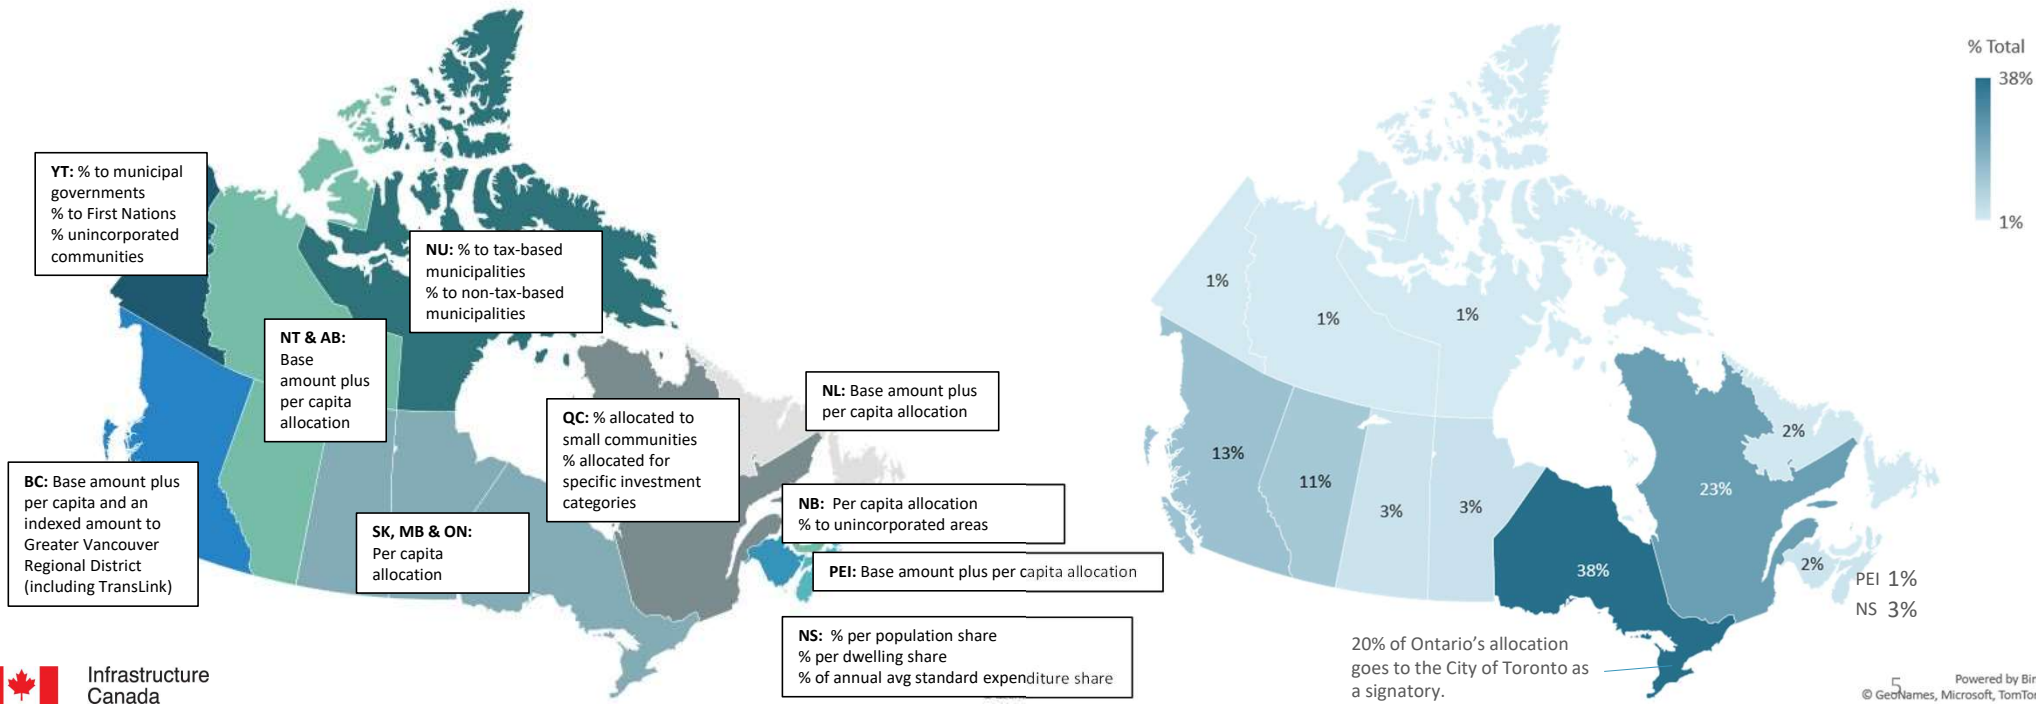 YT: % to municipal
governments
% to First Nations
% unincorporated
communities
NU: % to tax-based
municipalities
% to non-tax-based
municipalities
NT & AB:
Base
amount plus
per capita
allocation
NL: Base amount plus
per capita allocation
QC: % allocated to
small communities
% allocated for
specific investment
categories
BC: Base amount plus
per capita and an
indexed amount to
Greater Vancouver
Regional District
(including TransLink)
SK, MB & ON:
Per capita
allocation
NB: Per capita allocation
% to unincorporated areas
PEI: Base amount plus per capita allocation
NS: % per population share
% per dwelling share
% of annual avg standard expenditure share
Infrastructure
Canada
% Total
38%
1%
1%
1%
1%
13%
11%
3%
3%
38%
23%
2%
2%
PEI 1%
NS 3%
20% of Ontario's allocation
goes to the City of Toronto as
a signatory.
5
Powered by Bin
© GeoNames, Microsoft, TomTom